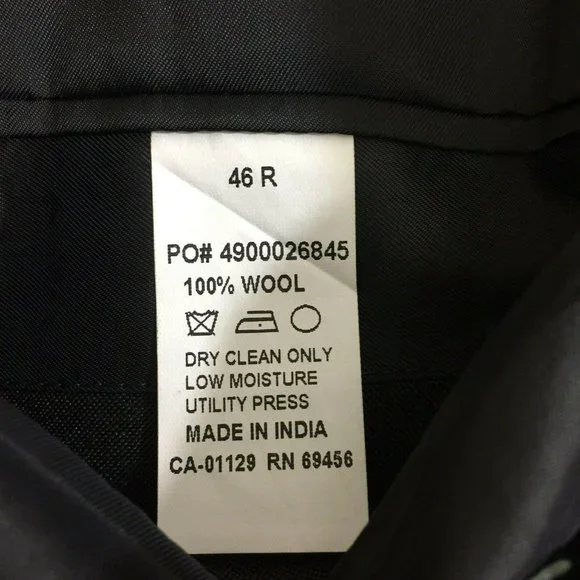 46 R
PO# 4900026845
100% WOOL
DRY CLEAN ONLY
LOW MOISTURE
UTILITY PRESS
MADE IN INDIA
CA-01129 RN 69456